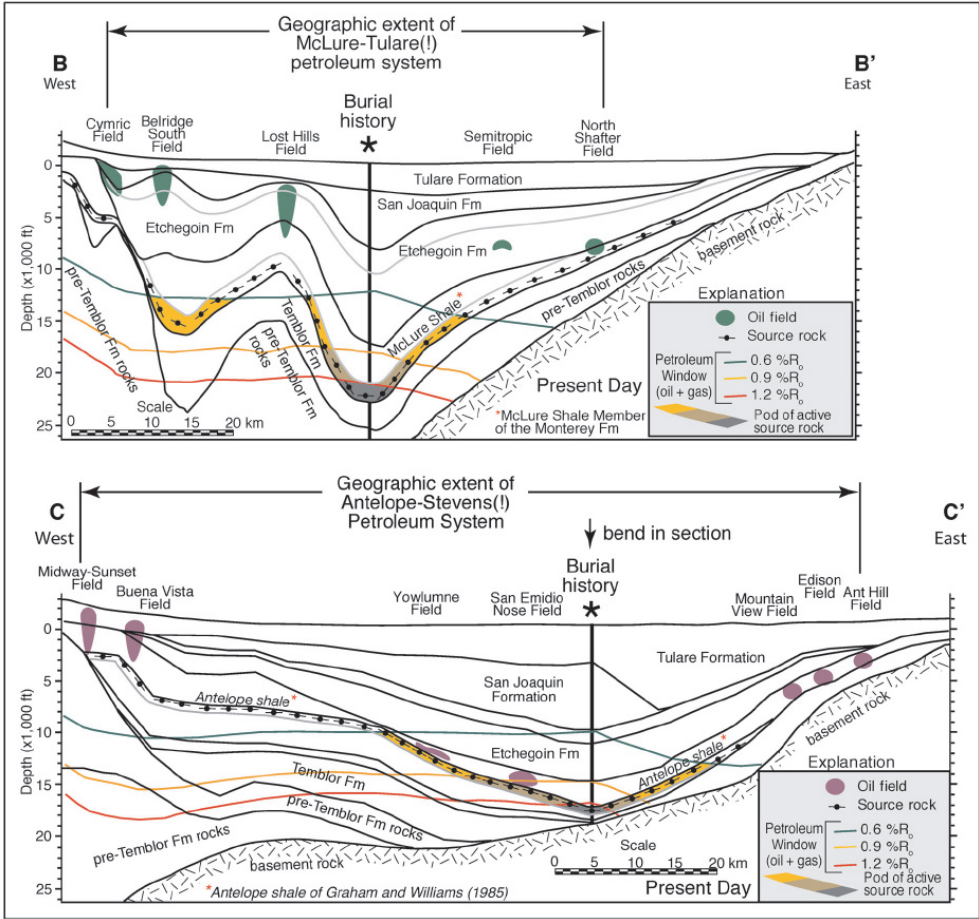 Geographic extent of
McLure-Tulare(!)
petroleum system
B
West
B'
East
Burial
history
*
Cymric
Field
Belridge
South
Field
Lost Hills
Field
Semitropic
Field
North
Shafter
Field
0
5
10
15
20
25
Depth (x1,000 ft)
Tulare Formation
San Joaquin Fm
Etchegoin Fm
Etchegoin Fm
McLure Shale*
basement rock
pre-Temblor rocks
pre-Temblor Fm rocks
Temblor Fm
pre-Temblor Fm
rocks
Scale
0 5 10 15 20 km
Present Day
*McLure Shale Member
of the Monterey Fm
Explanation
Oil field
Source rock
Petroleum
Window
(oil + gas)
0.6 %Ro
0.9 %Ro
1.2 %Ro
Pod of active
source rock
Geographic extent of
Antelope-Stevens(!)
Petroleum System
C
West
C'
East
bend in section
Burial
history
*
Midway-Sunset
Field
Buena Vista
Field
Yowlumne
Field
San Emidio
Nose Field
Mountain
View Field
Edison
Field
Ant Hill
Field
0
5
10
15
20
25
Depth (x1,000 ft)
Tulare Formation
San Joaquin
Formation
Antelope shale*
Etchegoin Fm
Antelope shale*
basement rock
Temblor Fm
pre-Temblor Fm rocks
pre-Temblor Fm rocks
basement rock
Scale
0 5 10 15 20 km
*Antelope shale of Graham and Williams (1985)
Present Day
Explanation
Oil field
Source rock
Petroleum
Window
(oil + gas)
0.6 %Ro
0.9 %Ro
1.2 %Ro
Pod of active
source rock